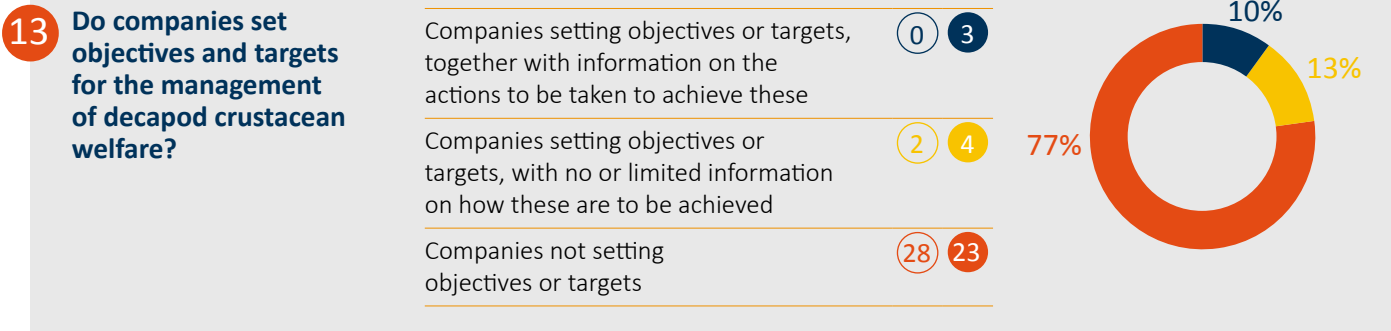 13
Do companies set
objectives and targets
for the management
of decapod crustacean
welfare?
Companies setting objectives or targets,
together with information on the
actions to be taken to achieve these
0 3
Companies setting objectives or
targets, with no or limited information
on how these are to be achieved
2 4
Companies not setting
objectives or targets
28 23
10%
13%
77%